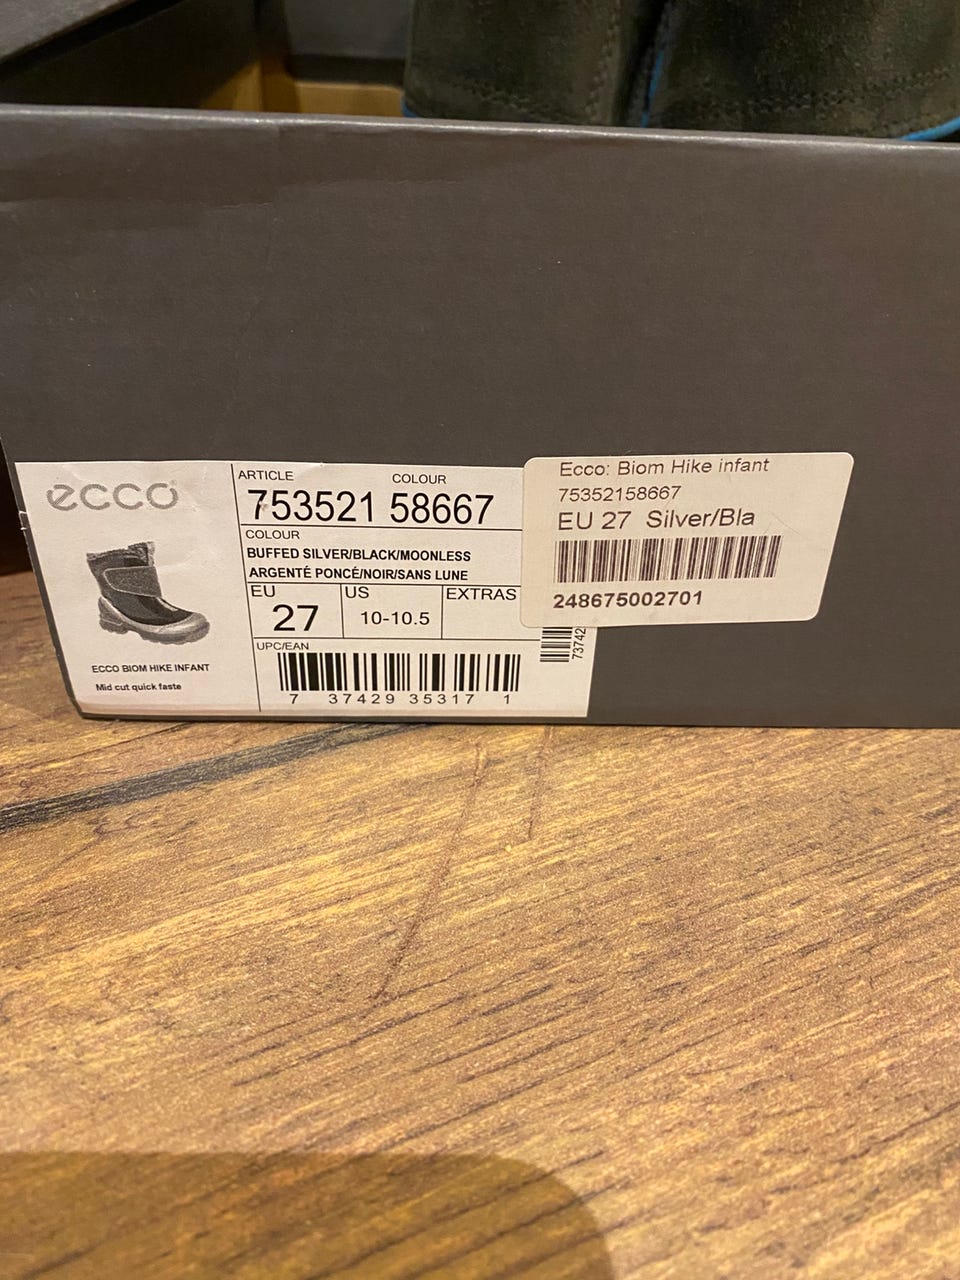 ecco
ECCO BIOM HIKE INFANT
Mid cut quick faste
ARTICLE COLOUR
753521 58667
COLOUR
BUFFED SILVER/BLACK/MOONLESS
ARGENTÉ PONCÉ/NOIR/SANS LUNE
EU US EXTRAS
27 10-10.5
UPC/EAN
7 37429 35317 1
73742
Ecco: Biom Hike infant
75352158667
EU 27 Silver/Bla
248675002701